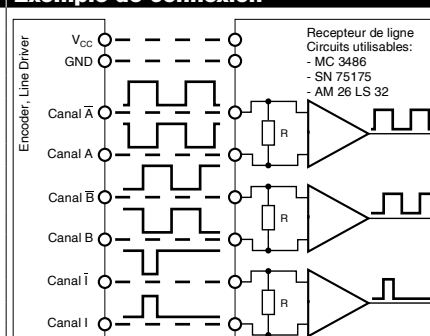 Exemple de connexion
Encoder, Line Driver
V_CC
GND
Canal A̅
Canal A
Canal B̅
Canal B
Canal I̅
Canal I
Recepteur de ligne
Circuits utilisables:
- MC 3486
- SN 75175
- AM 26 LS 32
R
R
R